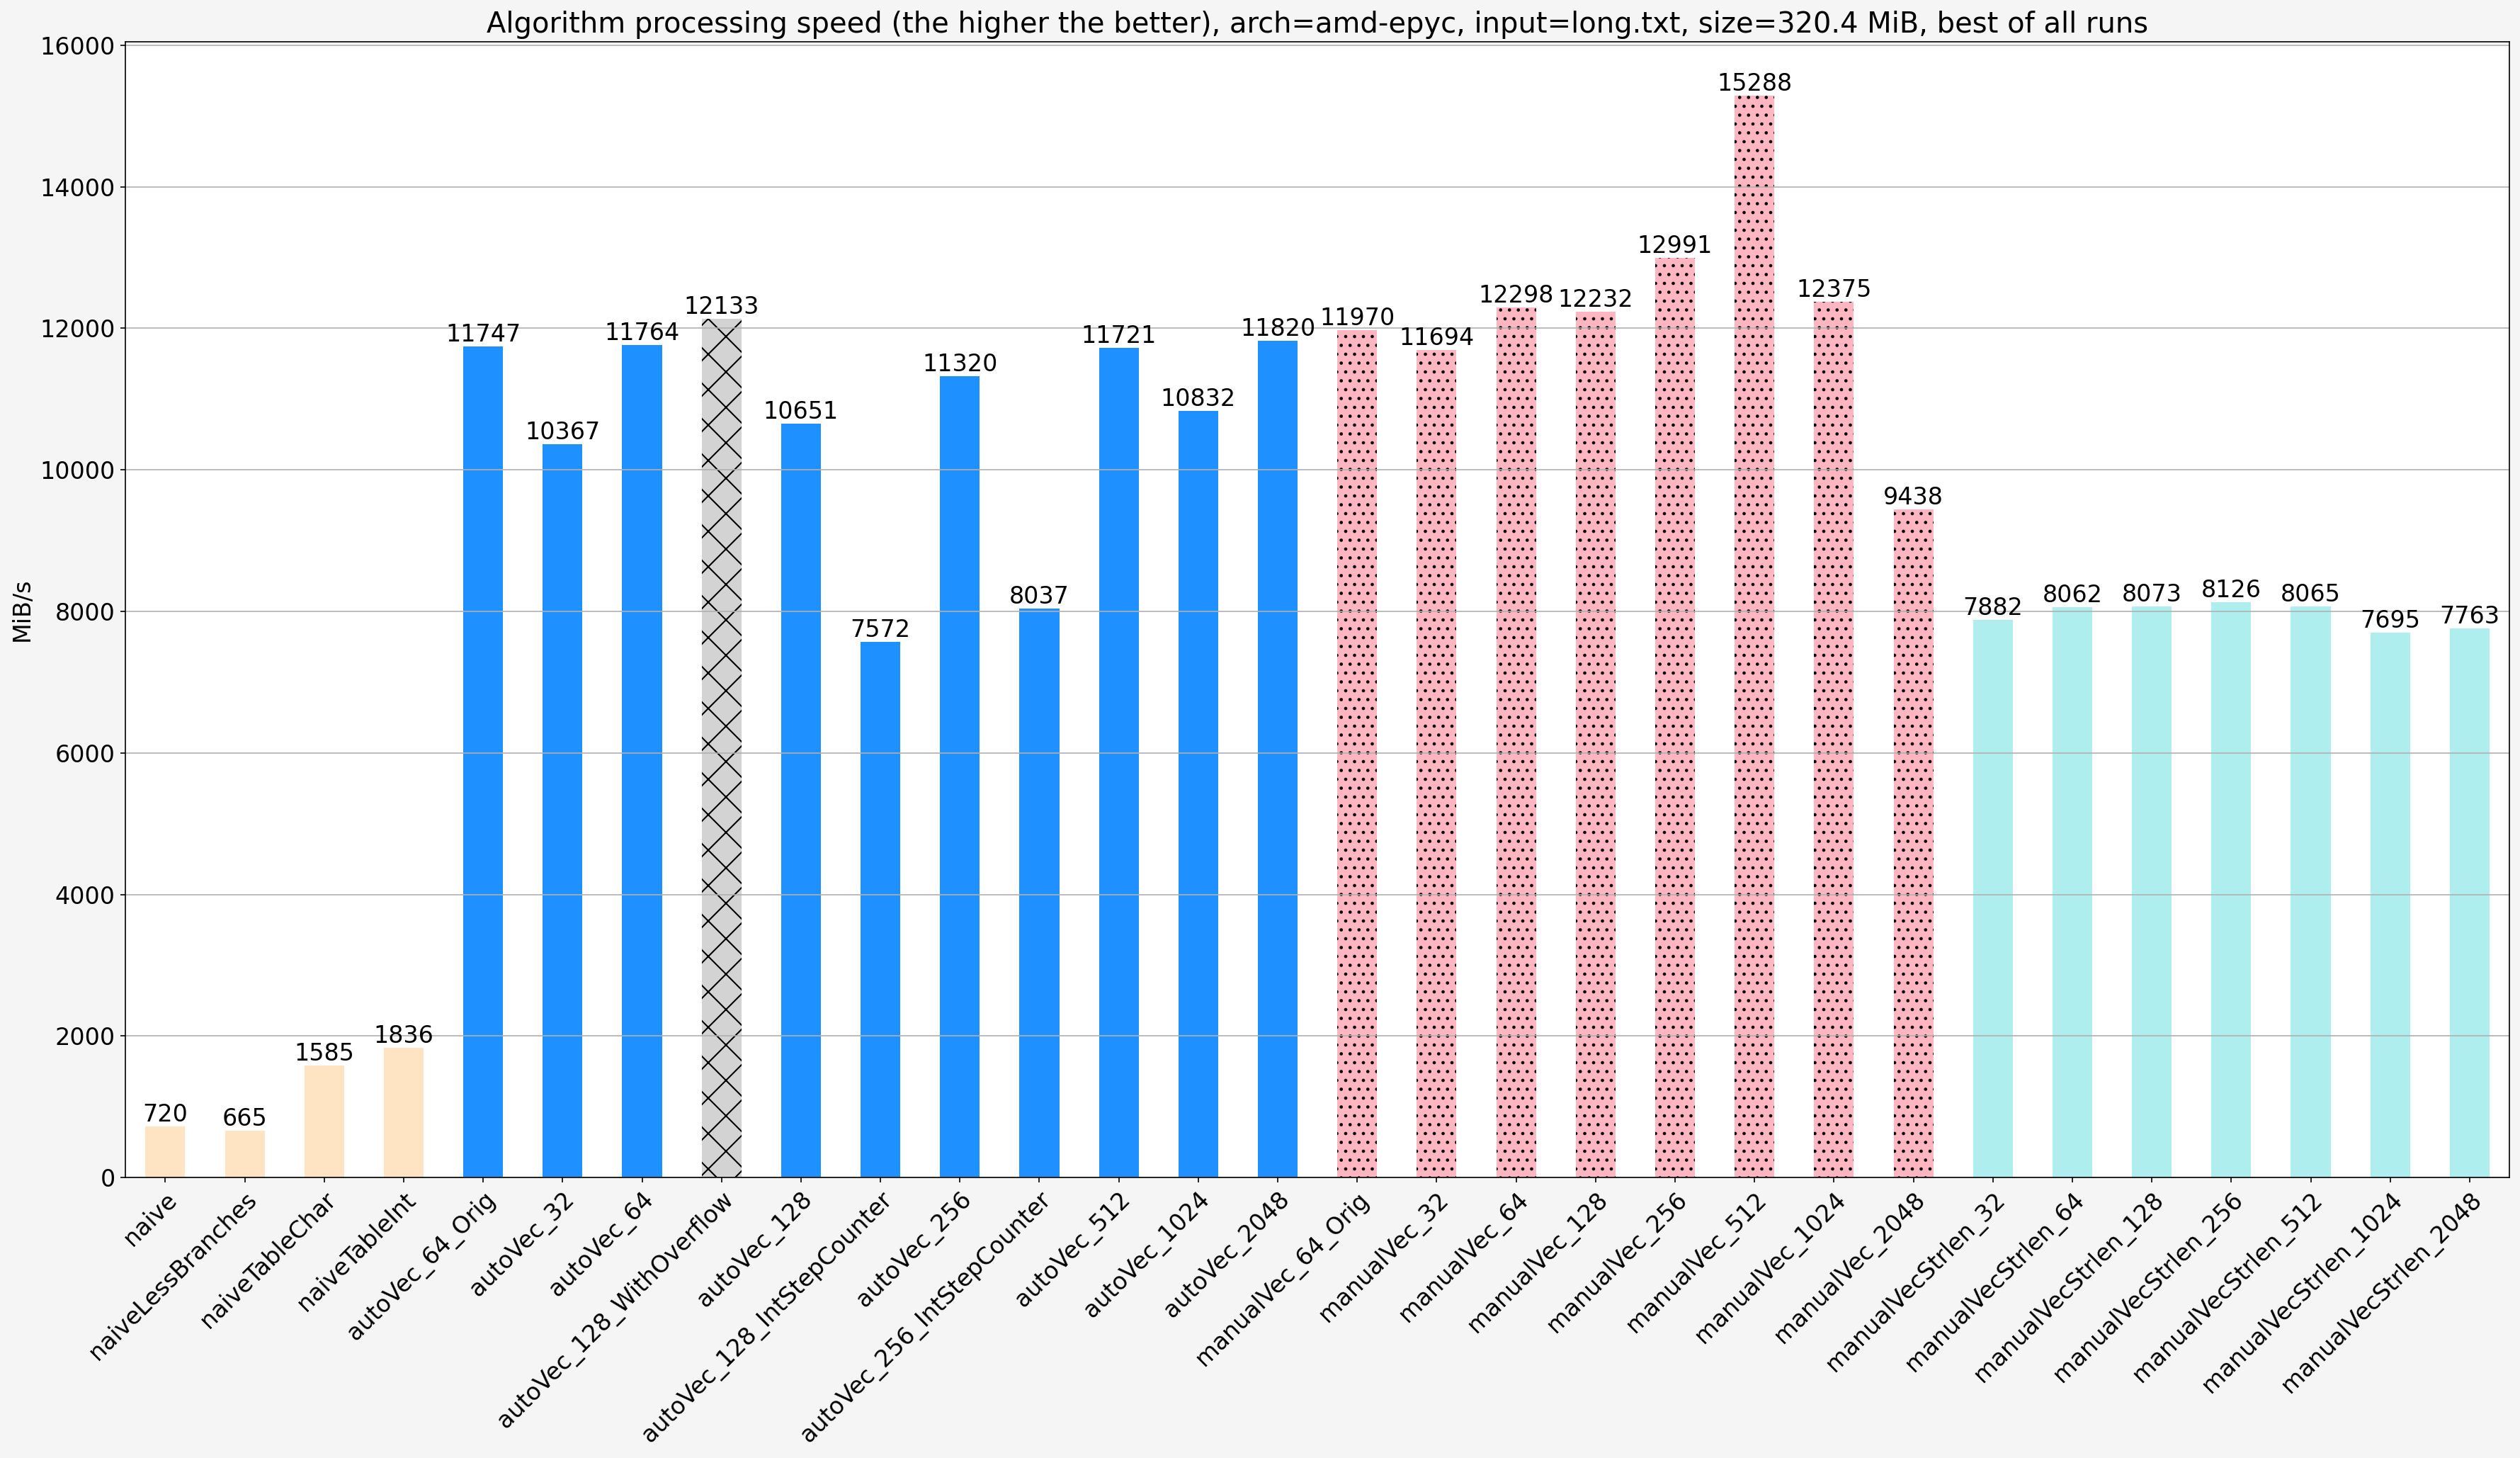 Algorithm processing speed (the higher the better), arch=amd-epyc, input=long.txt, size=320.4 MiB, best of all runs
MiB/s
16000
14000
12000
10000
8000
6000
4000
2000
0
720
665
1585
1836
11747
10367
11764
12133
10651
7572
11320
8037
11721
10832
11820
11970
11694
12298
12232
12991
15288
12375
9438
7882
8062
8073
8126
8065
7695
7763
naive
naiveLessBranches
naiveTableChar
naiveTableInt
autoVec_64_Orig
autoVec_32
autoVec_64
autoVec_128_WithOverflow
autoVec_128
autoVec_128_IntStepCounter
autoVec_256
autoVec_256_IntStepCounter
autoVec_512
autoVec_1024
autoVec_2048
manualVec_64_Orig
manualVec_32
manualVec_64
manualVec_128
manualVec_256
manualVec_512
manualVec_1024
manualVec_2048
manualVecStrlen_32
manualVecStrlen_64
manualVecStrlen_128
manualVecStrlen_256
manualVecStrlen_512
manualVecStrlen_1024
manualVecStrlen_2048